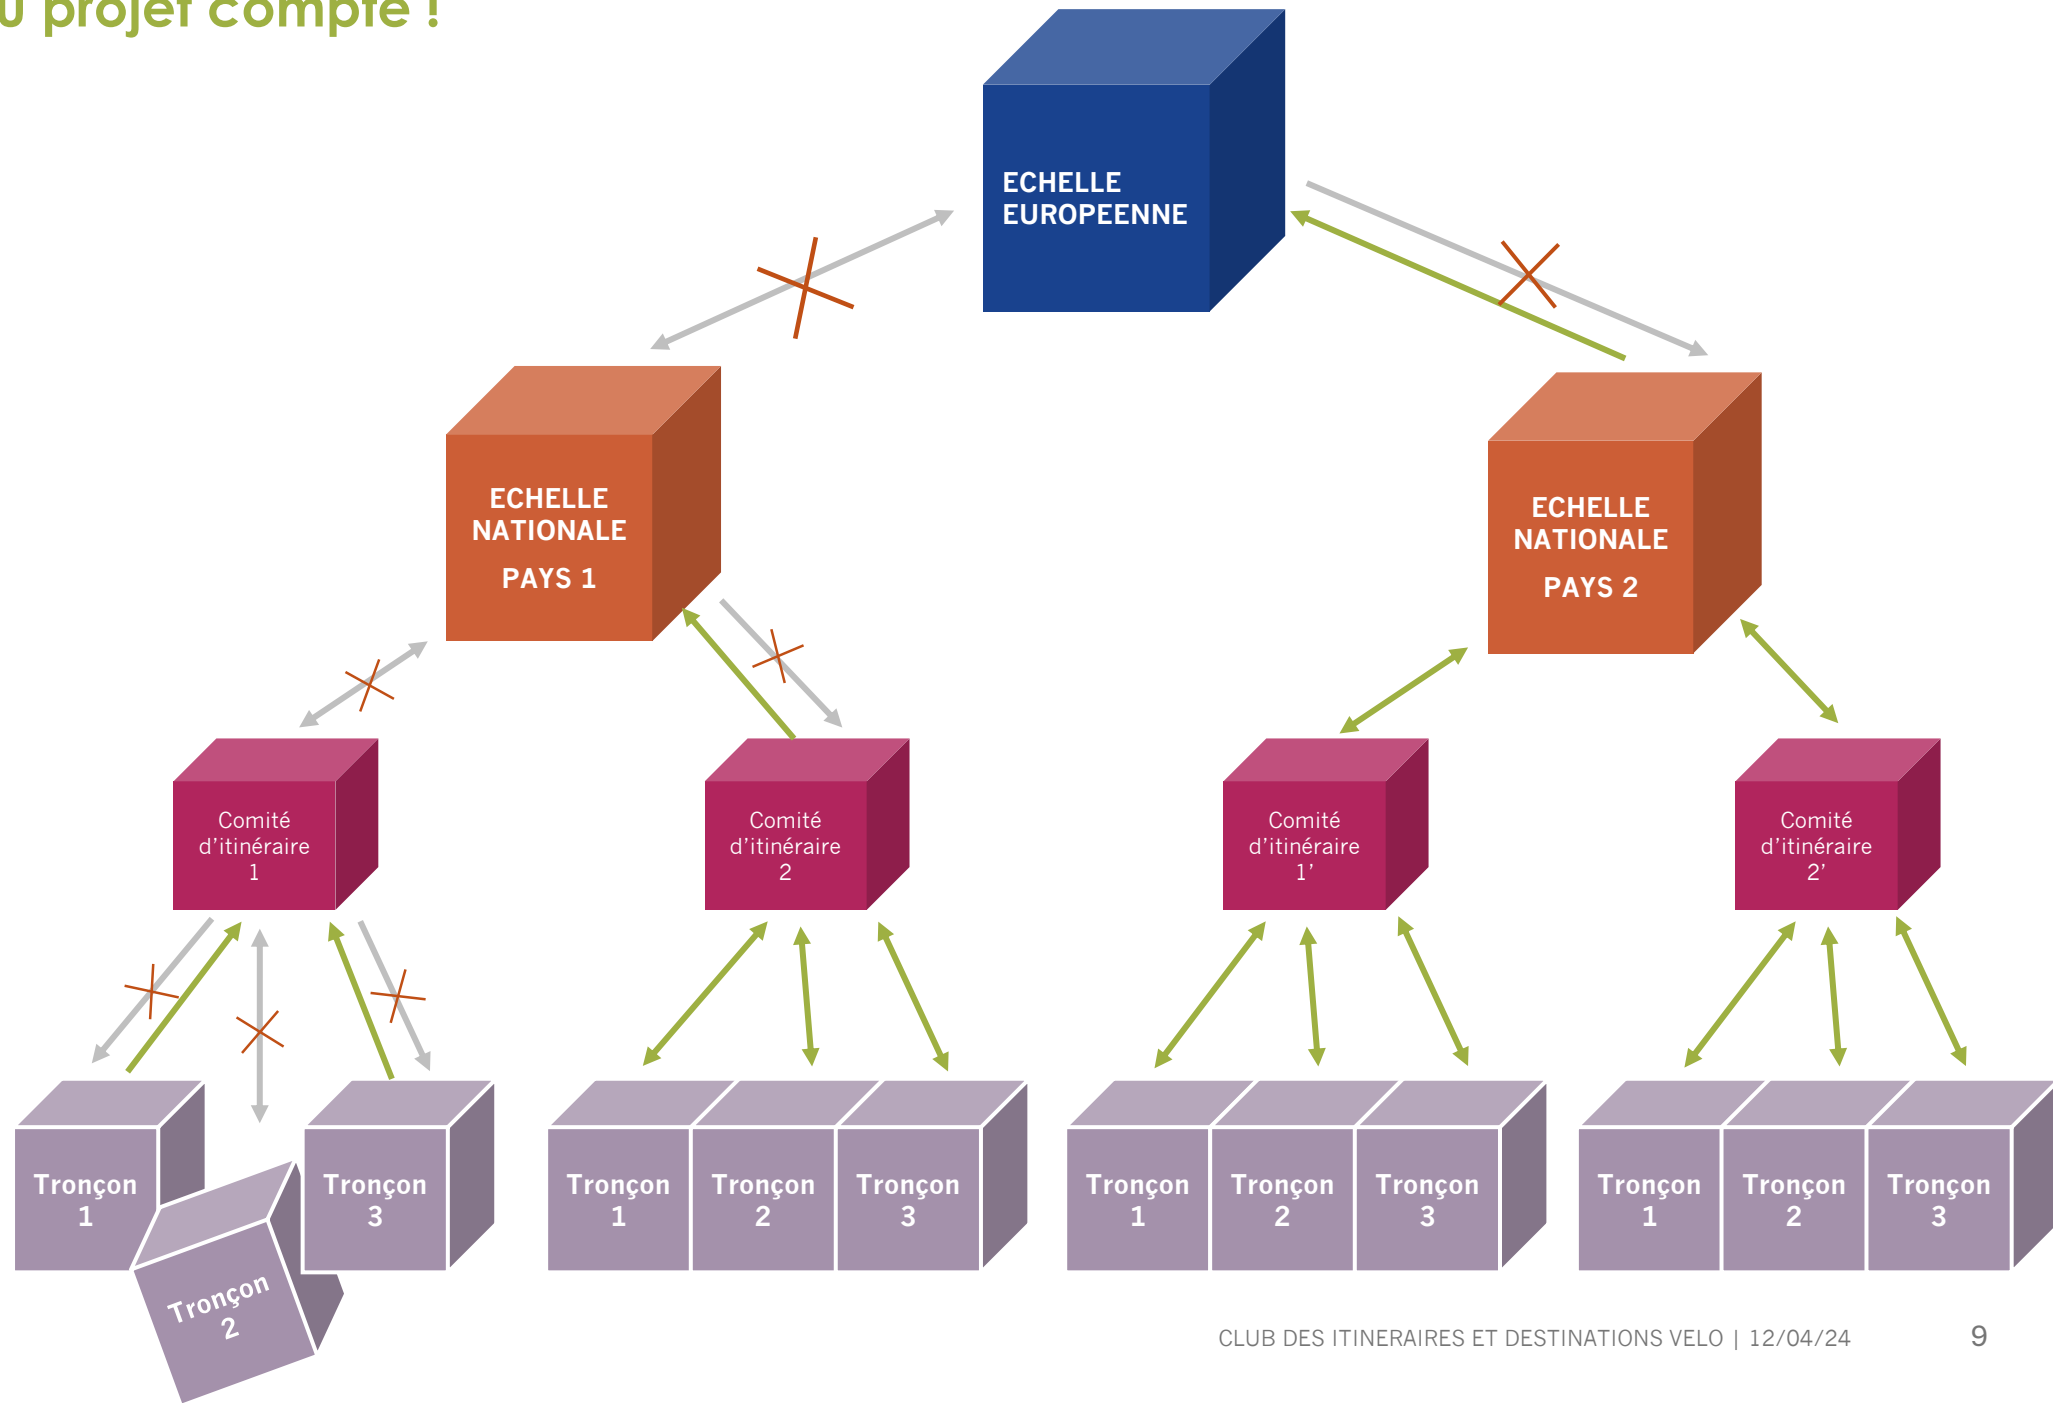 u projet compte !
ECHELLE
EUROPEENNE
ECHELLE
NATIONALE
PAYS 1
ECHELLE
NATIONALE
PAYS 2
Comité
d’itinéraire
1
Comité
d’itinéraire
2
Comité
d’itinéraire
1’
Comité
d’itinéraire
2’
Tronçon
1
Tronçon
2
Tronçon
3
Tronçon
1
Tronçon
2
Tronçon
3
Tronçon
1
Tronçon
2
Tronçon
3
Tronçon
1
Tronçon
2
Tronçon
3
CLUB DES ITINERAIRES ET DESTINATIONS VELO | 12/04/24
9